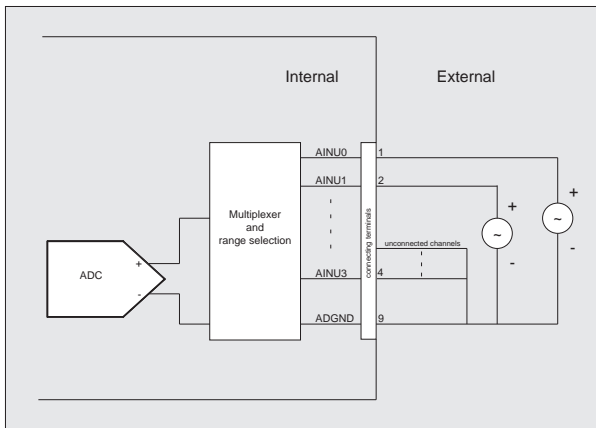 Internal
External
AINU0
1
AINU1
2
Multiplexer
and
range selection
connecting terminals
+
~
-
+
~
-
unconnected channels
ADC
+
-
AINU3
4
ADGND
9